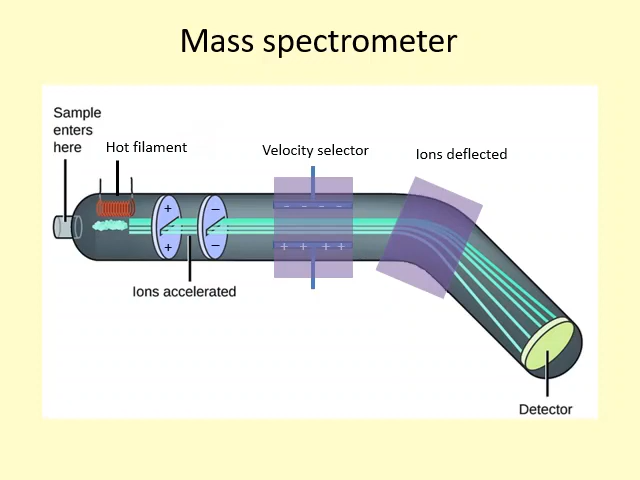 Mass spectrometer
Sample
enters
here
Hot filament
Velocity selector
Ions deflected
+ −
− − − −
+ + + +
+ −
Ions accelerated
Detector